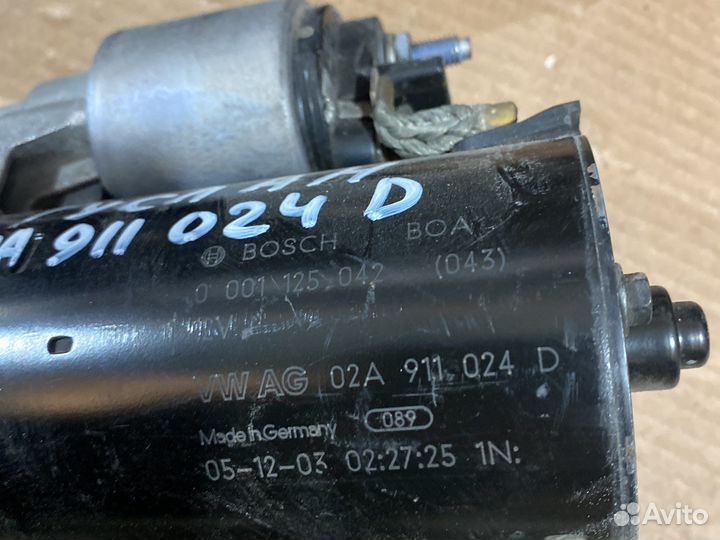 A 911 024 D
BOSCH BOA
0 001 125 042 (043)
VW AG 02A 911 024 D
Made in Germany 089
05-12-03 02:27:25 1N:
Avito